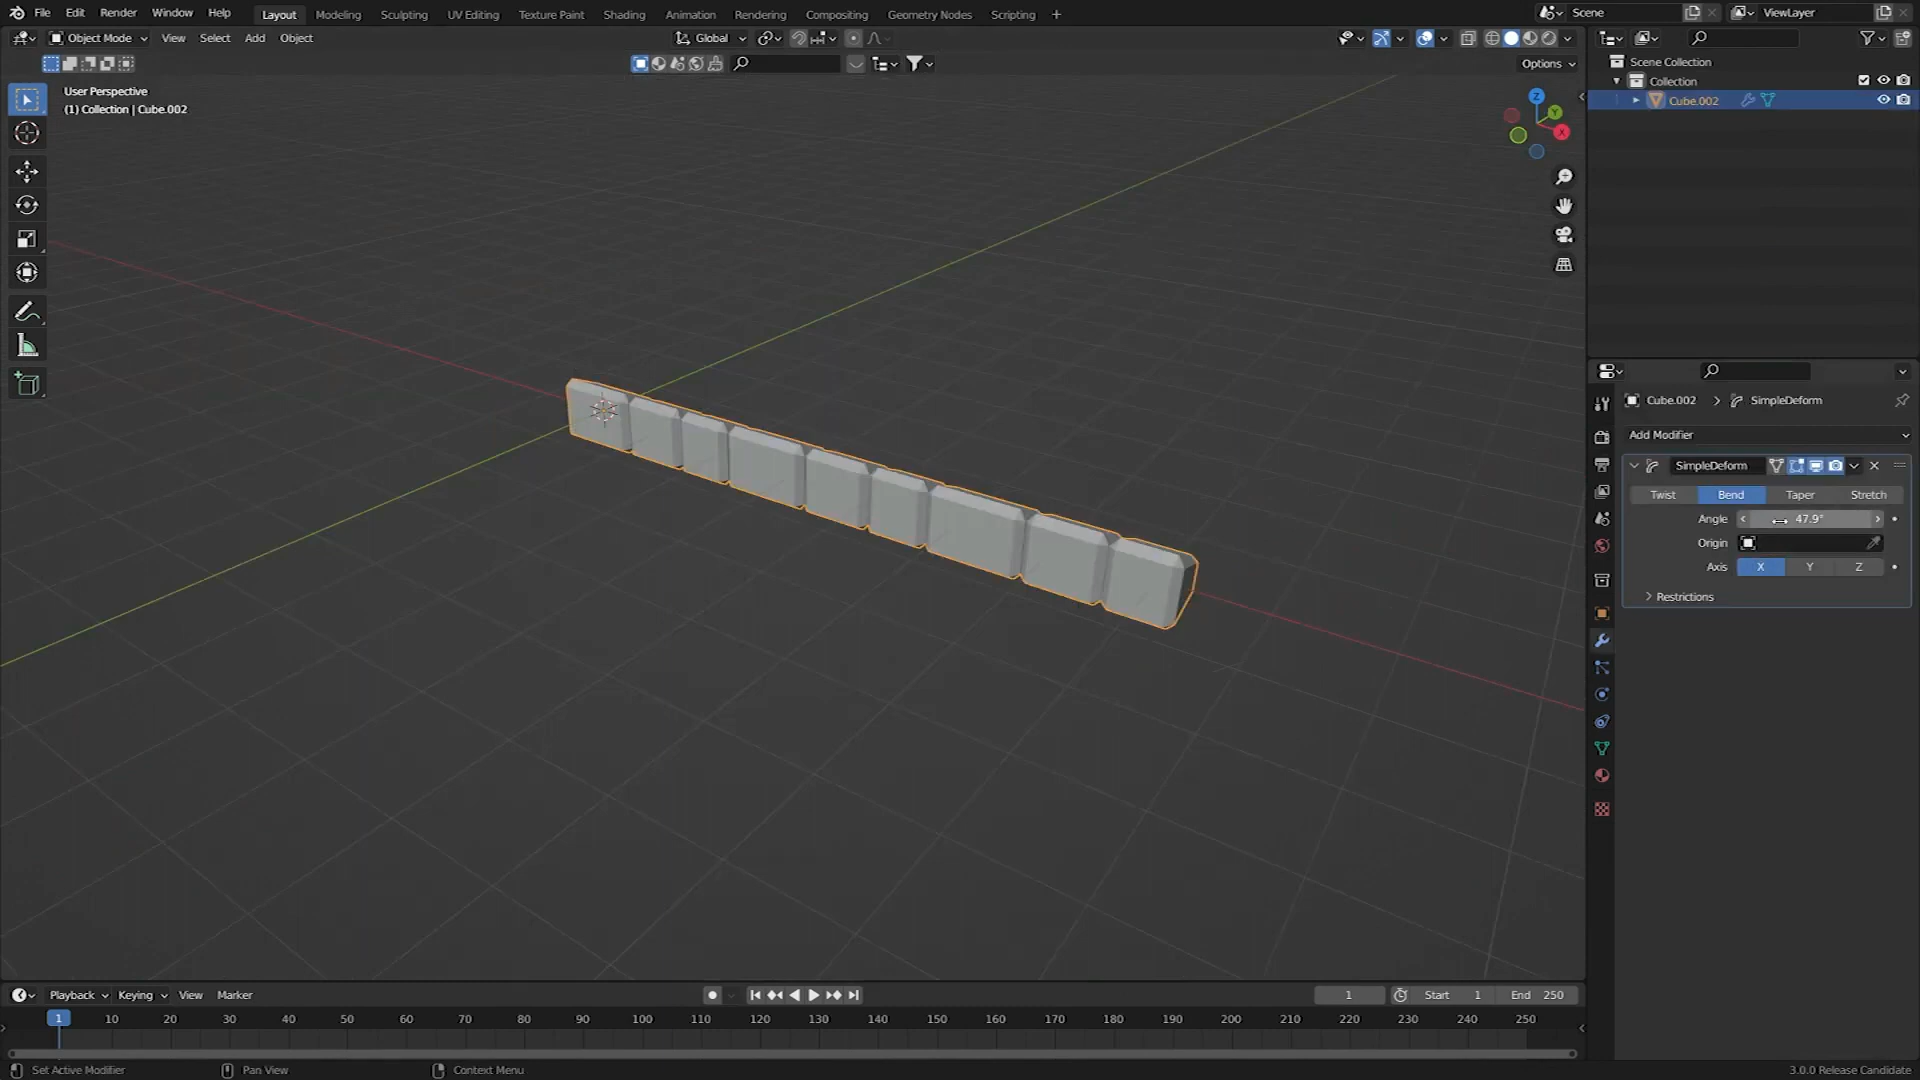 File Edit Render Window Help Layout Modeling Sculpting UV Editing Texture Paint Shading Animation Rendering Compositing Geometry Nodes Scripting + Scene ViewLayer
Object Mode View Select Add Object Global
Options
User Perspective
(1) Collection | Cube.002
Z
Y
X
Scene Collection
Collection
Cube.002
Cube.002 > SimpleDeform
Add Modifier
SimpleDeform
Twist Bend Taper Stretch
Angle 47.9°
Origin
Axis X Y Z
Restrictions
Playback Keying View Marker 1 Start 1 End 250
1 10 20 30 40 50 60 70 80 90 100 110 120 130 140 150 160 170 180 190 200 210 220 230 240 250
Set Active Modifier Pan View Context Menu 3.0.0 Release Candidate